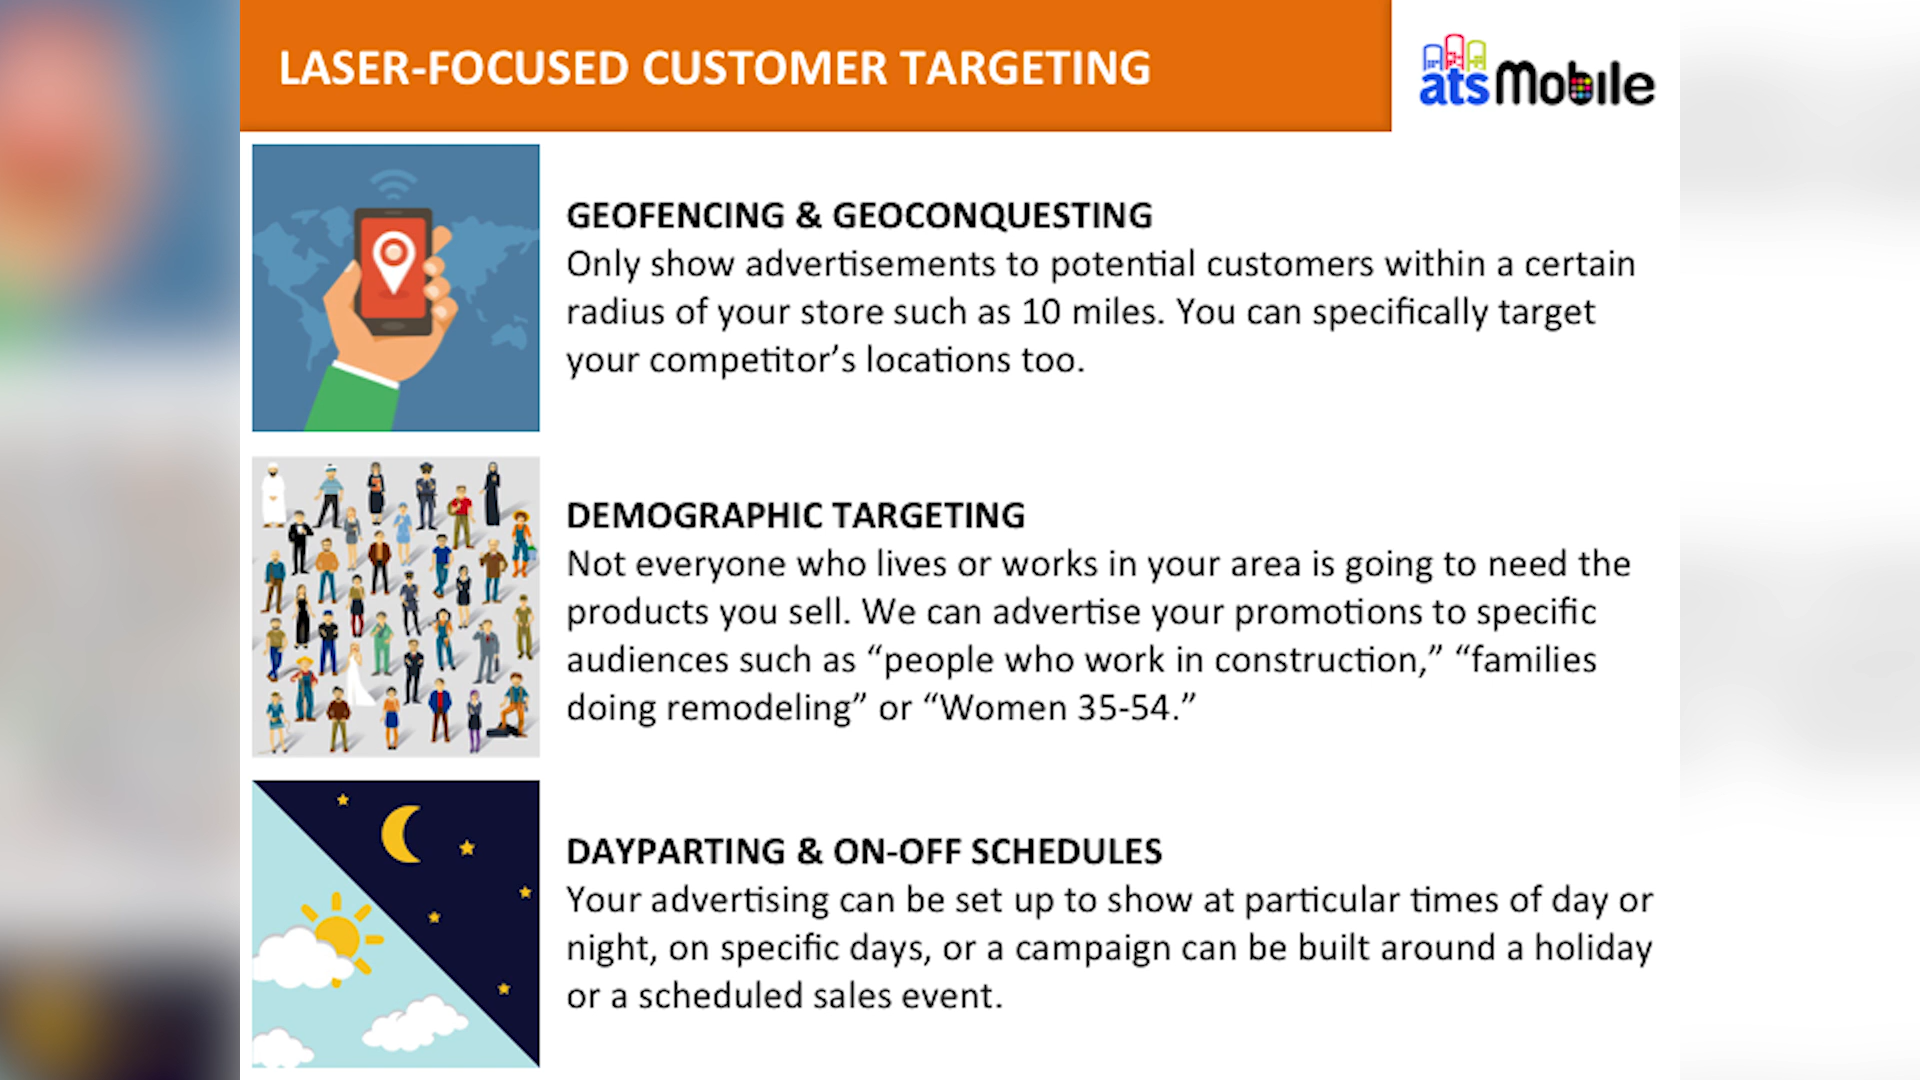 LASER-FOCUSED CUSTOMER TARGETING
ats Mobile
GEOFENCING & GEOCONQUESTING
Only show advertisements to potential customers within a certain
radius of your store such as 10 miles. You can specifically target
your competitor’s locations too.
DEMOGRAPHIC TARGETING
Not everyone who lives or works in your area is going to need the
products you sell. We can advertise your promotions to specific
audiences such as “people who work in construction,” “families
doing remodeling” or “Women 35-54.”
DAYPARTING & ON-OFF SCHEDULES
Your advertising can be set up to show at particular times of day or
night, on specific days, or a campaign can be built around a holiday
or a scheduled sales event.